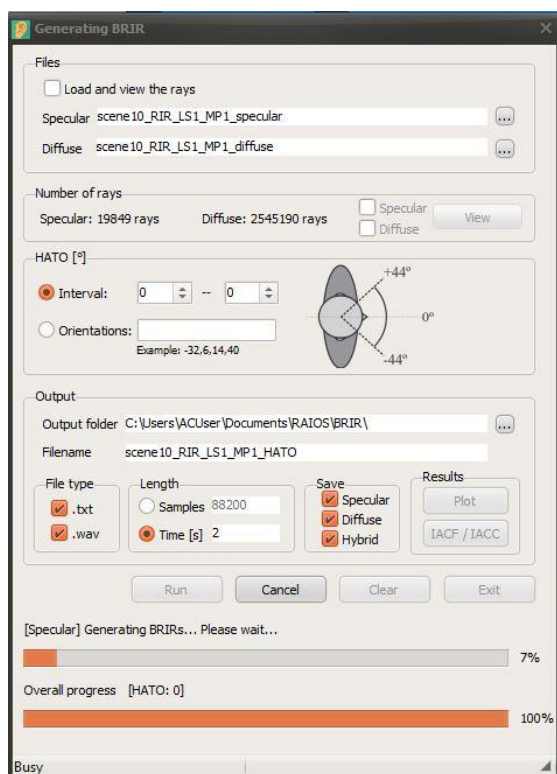 Generating BRIR X
Files
Load and view the rays
Specular scene10_RIR_LS1_MP1_specular ...
Diffuse scene10_RIR_LS1_MP1_diffuse ...
Number of rays
Specular: 19849 rays Diffuse: 2545190 rays Specular Diffuse View
HATO [º]
+44º
Interval: 0 -- 0
0º
Orientations:
Example: -32,6,14,40
-44º
Output
Output folder C:\Users\ACUser\Documents\RAIOS\BRIR\ ...
Filename scene10_RIR_LS1_MP1_HATO
File type Length Save Results
.txt Samples 88200 Specular Plot
Diffuse
.wav Time [s] 2 Hybrid IACF / IACC
Run Cancel Clear Exit
[Specular] Generating BRIRs... Please wait...
7%
Overall progress [HATO: 0]
100%
Busy